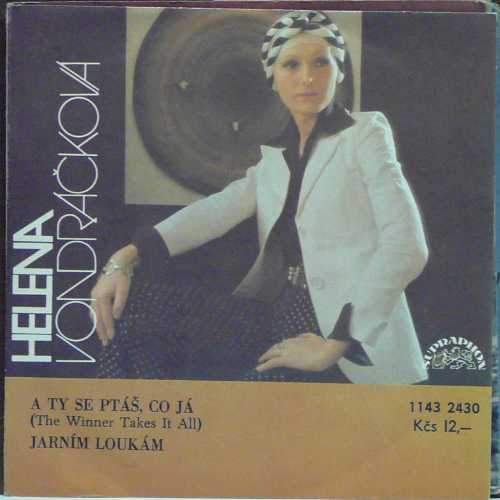 HELENA
VONDRÁČKOVÁ
SUPRAPHON
A TY SE PTÁŠ, CO JÁ
(The Winner Takes It All)
JARNÍM LOUKÁM
1143 2430
Kčs 12,—